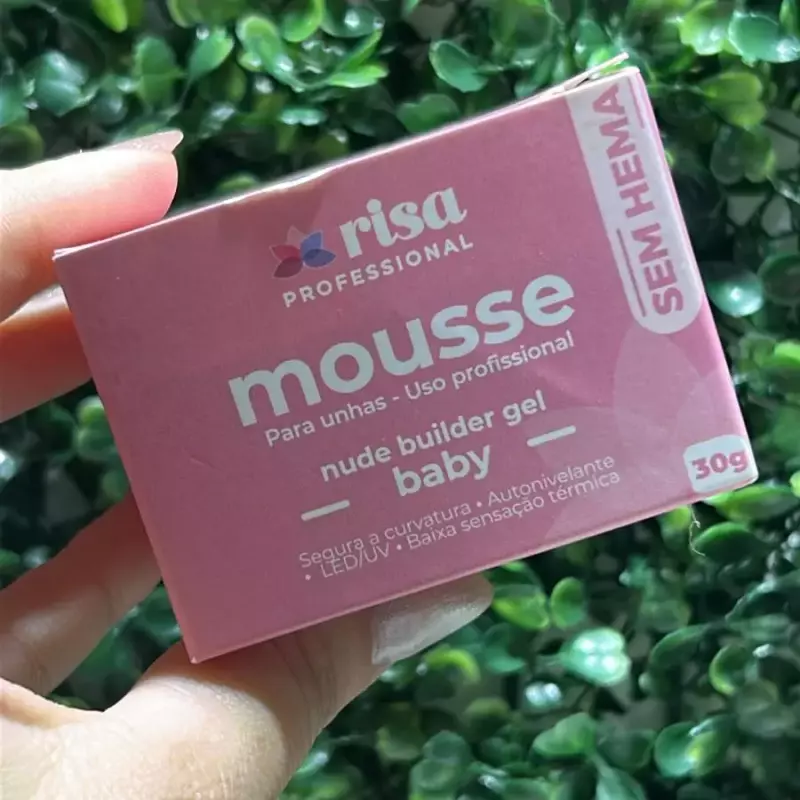 risa
PROFESSIONAL
mousse
Para unhas - Uso profissional
nude builder gel
baby
Segura a curvatura • Autonivelante
• LED/UV • Baixa sensação térmica
SEM HEMA
30g